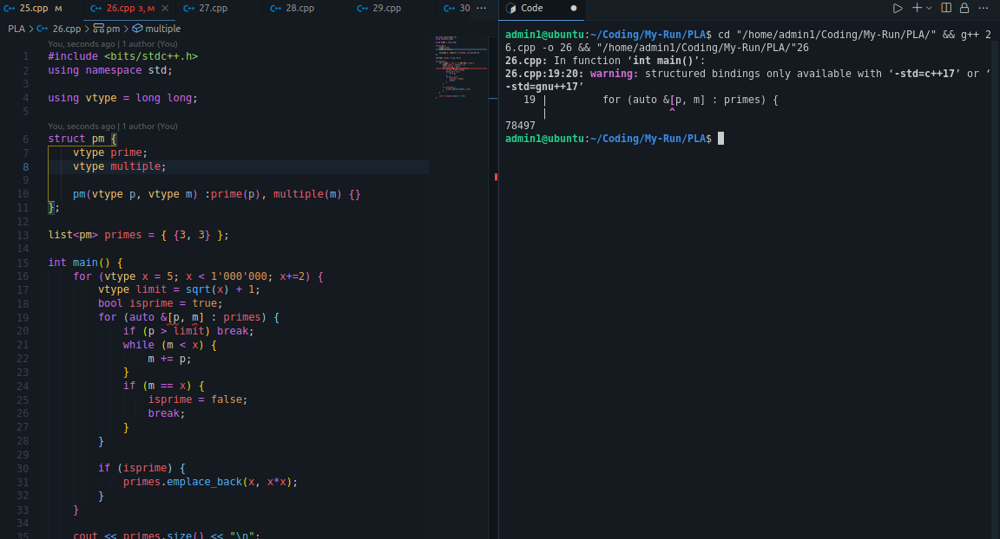 25.cpp M 26.cpp 3, M 27.cpp 28.cpp 29.cpp 30 ···
PLA > 26.cpp > pm > multiple
You, seconds ago | 1 author (You)
1 #include <bits/stdc++.h>
2 using namespace std;
3
4 using vtype = long long;
5
You, seconds ago | 1 author (You)
6 struct pm {
7 vtype prime;
8 vtype multiple;
9
10 pm(vtype p, vtype m) :prime(p), multiple(m) {}
11 };
12
13 list<pm> primes = { {3, 3} };
14
15 int main() {
16 for (vtype x = 5; x < 1'000'000; x+=2) {
17 vtype limit = sqrt(x) + 1;
18 bool isprime = true;
19 for (auto &[p, m] : primes) {
20 if (p > limit) break;
21 while (m < x) {
22 m += p;
23 }
24 if (m == x) {
25 isprime = false;
26 break;
27 }
28 }
29
30 if (isprime) {
31 primes.emplace_back(x, x*x);
32 }
33 }
34
35 cout << primes.size() << "\n";
Code
admin1@ubuntu:~/Coding/My-Run/PLA$ cd "/home/admin1/Coding/My-Run/PLA/" && g++ 2
6.cpp -o 26 && "/home/admin1/Coding/My-Run/PLA/"26
26.cpp: In function ‘int main()’:
26.cpp:19:20: warning: structured bindings only available with ‘-std=c++17’ or ‘
-std=gnu++17’
19 | for (auto &[p, m] : primes) {
| ^
78497
admin1@ubuntu:~/Coding/My-Run/PLA$